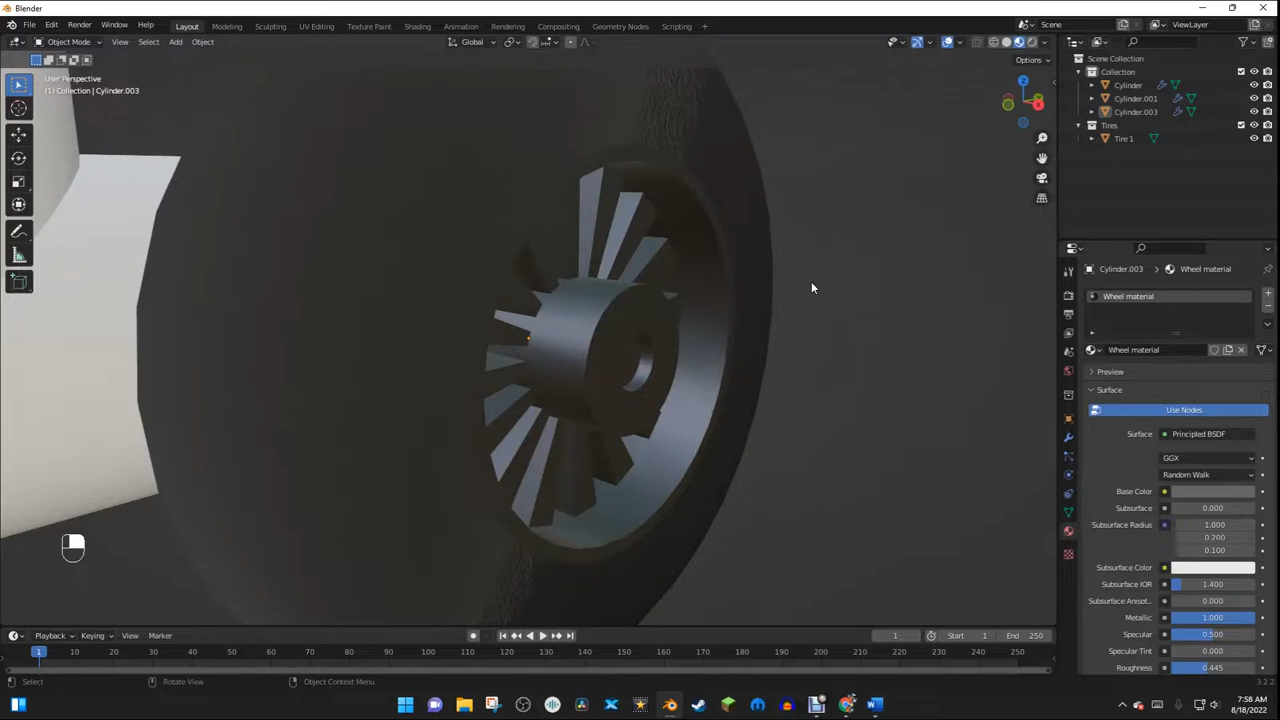 Blender
File Edit Render Window Help Layout Modeling Sculpting UV Editing Texture Paint Shading Animation Rendering Compositing Geometry Nodes Scripting + Scene ViewLayer
Object Mode View Select Add Object Global
Options
User Perspective
(1) Collection | Cylinder.003
Scene Collection
Collection
Cylinder
Cylinder.001
Cylinder.003
Tires
Tire 1
Cylinder.003 Wheel material
Wheel material
Wheel material
Preview
Surface
Use Nodes
Surface Principled BSDF
GGX
Random Walk
Base Color
Subsurface 0.000
Subsurface Radius 1.000
0.200
0.100
Subsurface Color
Subsurface IOR 1.400
Subsurface Anisot... 0.000
Metallic 1.000
Specular 0.500
Specular Tint 0.000
Roughness 0.445
Playback Keying View Marker 1 Start 1 End 250
1 10 20 30 40 50 60 70 80 90 100 110 120 130 140 150 160 170 180 190 200 210 220 230 240 250
Select Rotate View Object Context Menu 3.2.2
7:58 AM
8/18/2022